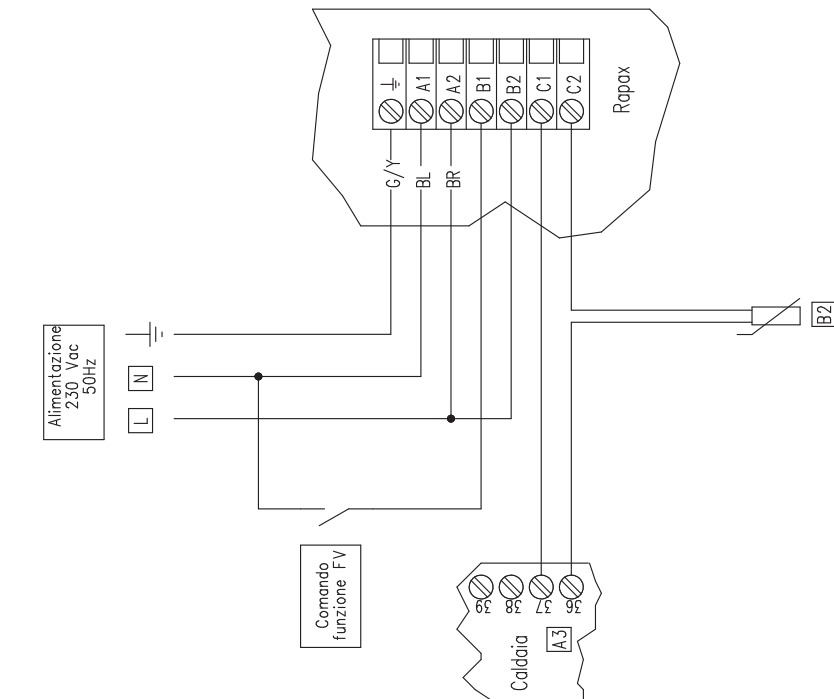 A1
A2
B1
B2
C1
C2
Rapax
G/Y
BL
BR
Alimentazione
230 Vac
50Hz
N
L
B2
Comando
funzione FV
39
38
37
36
Caldaia
A3